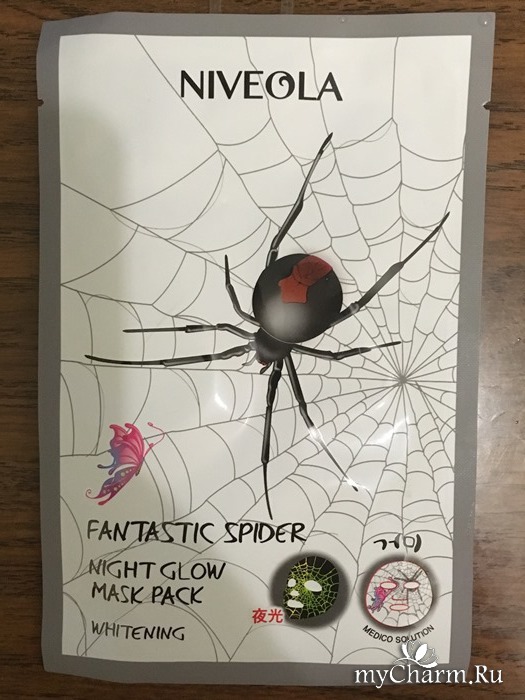 NIVEOLA
FANTASTIC SPIDER
NIGHT GLOW
MASK PACK
WHITENING
夜光
거미
MEDICO SOLUTION
myCharm.Ru